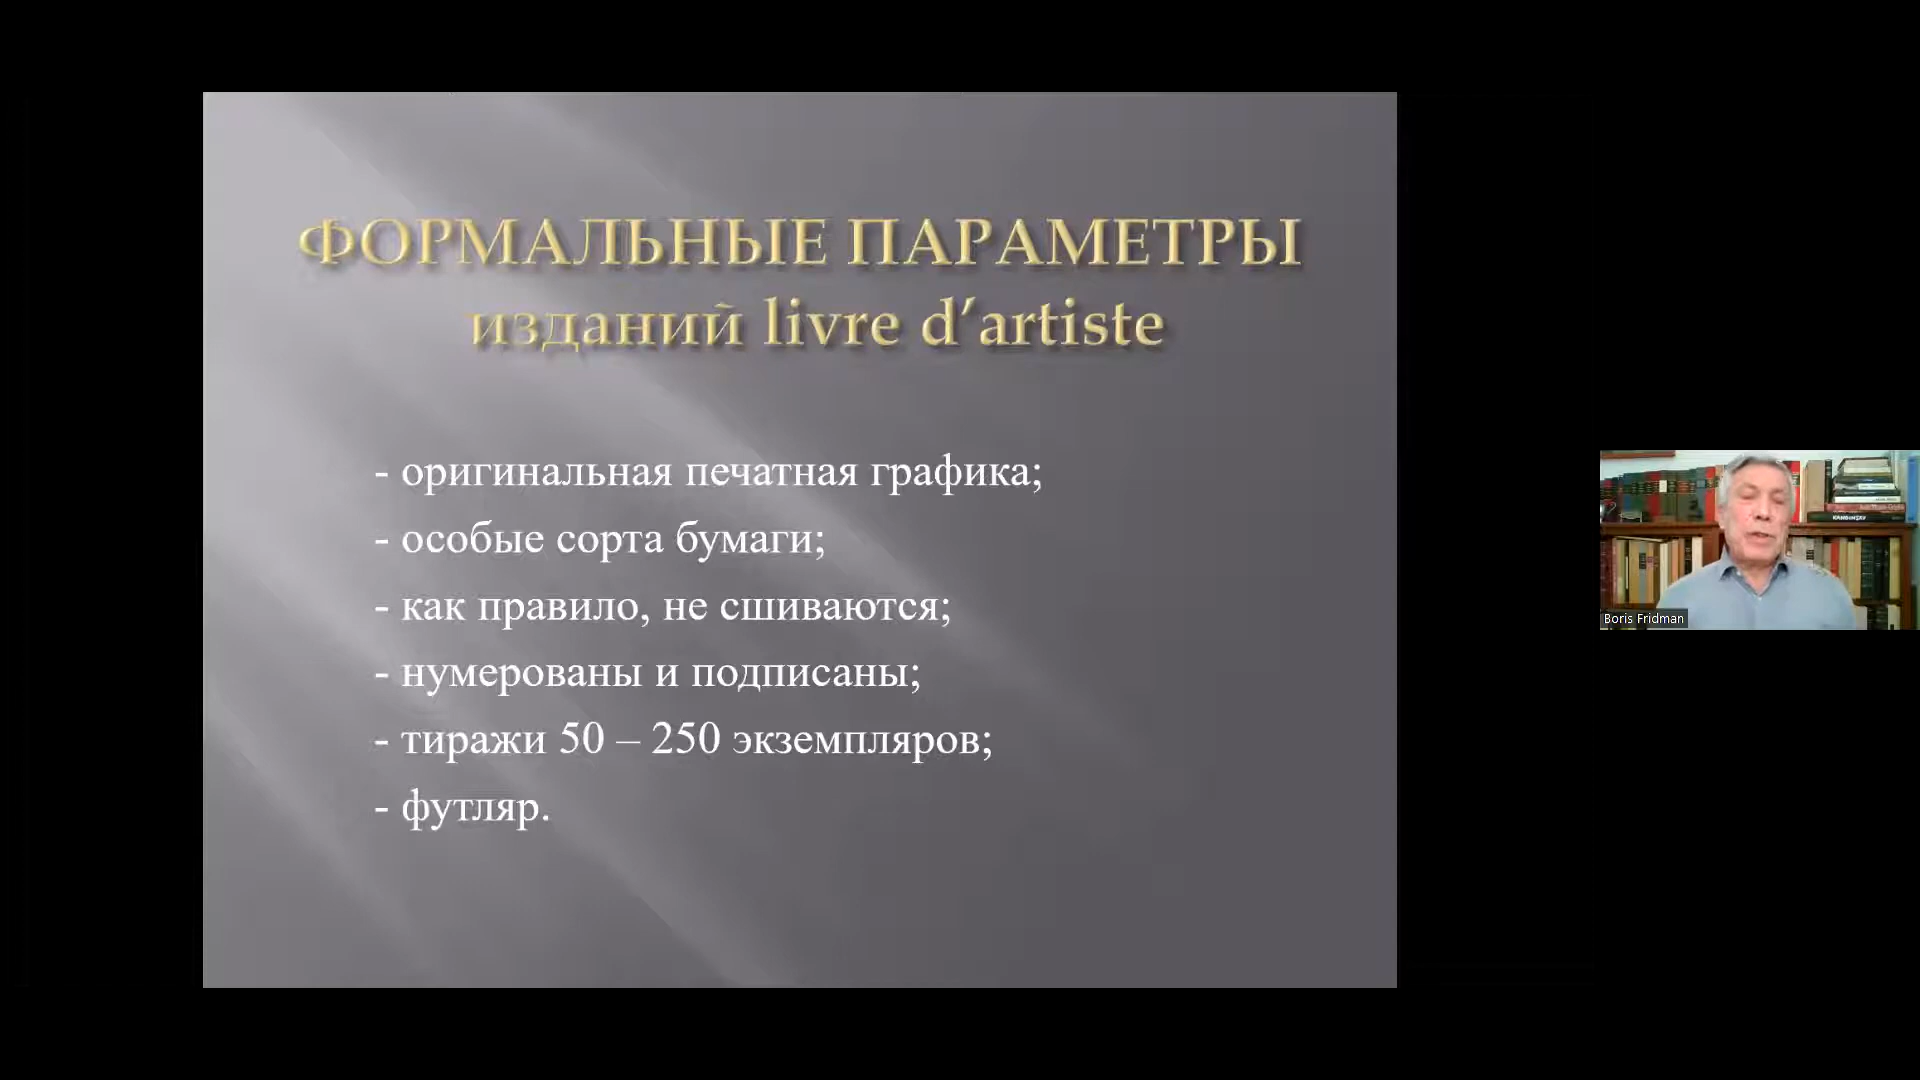 ФОРМАЛЬНЫЕ ПАРАМЕТРЫ
изданий livre d’artiste
- оригинальная печатная графика;
- особые сорта бумаги;
- как правило, не сшиваются;
- нумерованы и подписаны;
- тиражи 50 – 250 экземпляров;
- футляр.
Boris Fridman